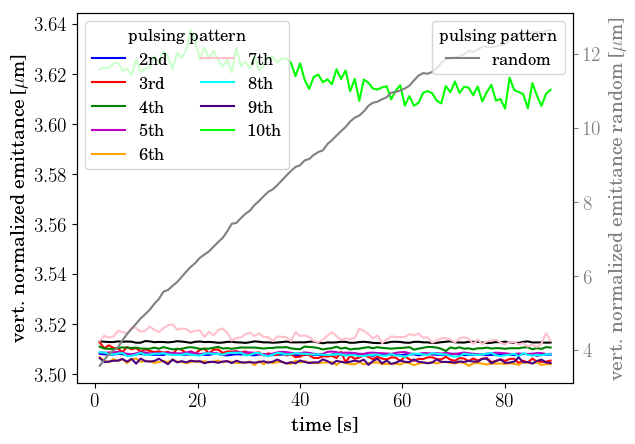 vert. normalized emittance [μm]
3.64
3.62
3.60
3.58
3.56
3.54
3.52
3.50
pulsing pattern
2nd
3rd
4th
5th
6th
7th
8th
9th
10th
pulsing pattern
random
12
10
8
6
4
vert. normalized emittance random [μm]
0
20
40
60
80
time [s]